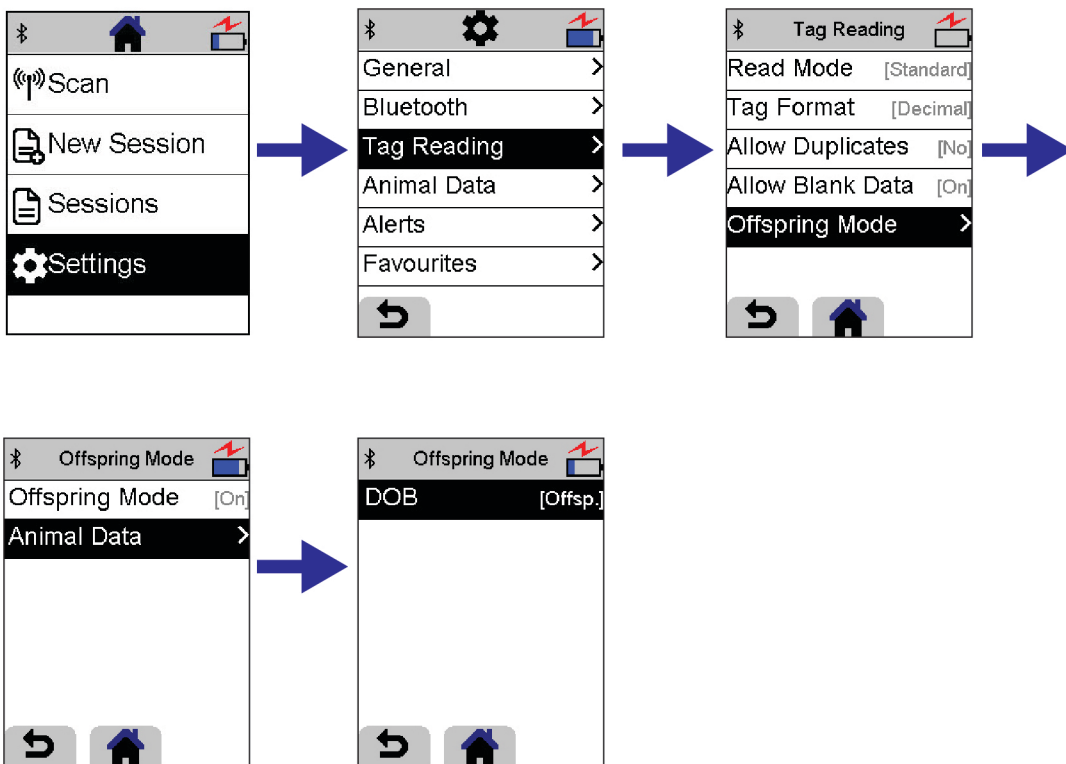 Scan
New Session
Sessions
Settings
General
Bluetooth
Tag Reading
Animal Data
Alerts
Favourites
Tag Reading
Read Mode [Standard]
Tag Format [Decimal]
Allow Duplicates [No]
Allow Blank Data [On]
Offspring Mode
Offspring Mode
Offspring Mode [On]
Animal Data
Offspring Mode
DOB [Offsp.]